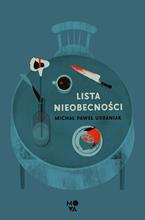 LISTA
NIEOBECNOŚCI
MICHAŁ PAWEŁ URBANIAK
MOVA